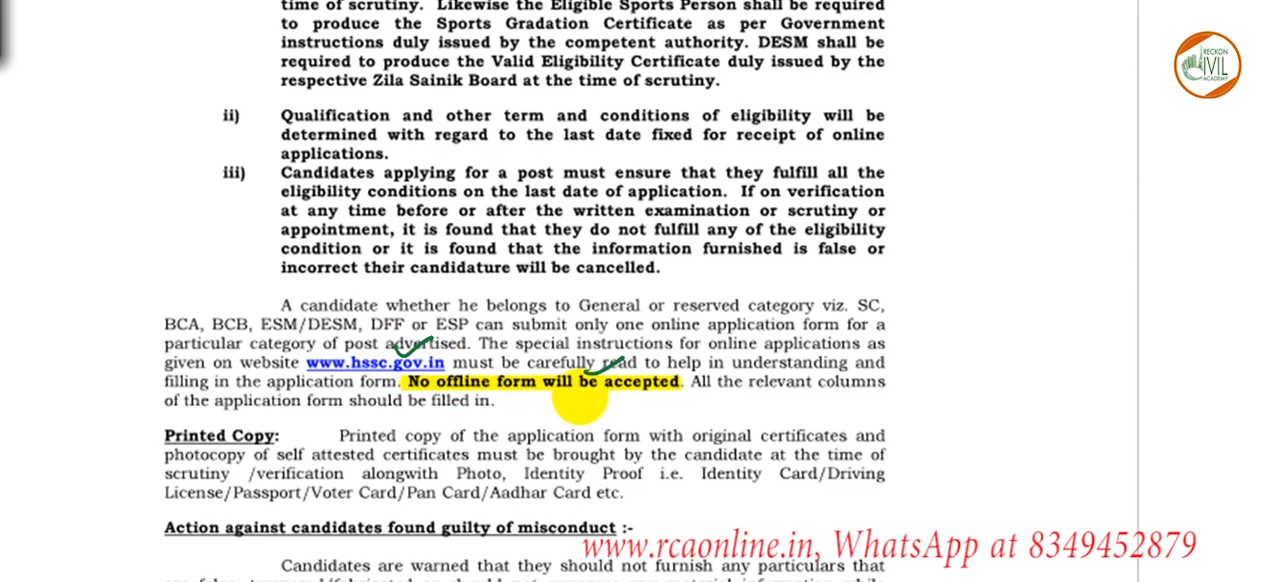 time of scrutiny. Likewise the Eligible Sports Person shall be required
to produce the Sports Gradation Certificate as per Government
instructions duly issued by the competent authority. DESM shall be
required to produce the Valid Eligibility Certificate duly issued by the
respective Zila Sainik Board at the time of scrutiny.
ii) Qualification and other term and conditions of eligibility will be
determined with regard to the last date fixed for receipt of online
applications.
iii) Candidates applying for a post must ensure that they fulfill all the
eligibility conditions on the last date of application. If on verification
at any time before or after the written examination or scrutiny or
appointment, it is found that they do not fulfill any of the eligibility
condition or it is found that the information furnished is false or
incorrect their candidature will be cancelled.
A candidate whether he belongs to General or reserved category viz. SC,
BCA, BCB, ESM/DESM, DFF or ESP can submit only one online application form for a
particular category of post advertised. The special instructions for online applications as
given on website www.hssc.gov.in must be carefully read to help in understanding and
filling in the application form. No offline form will be accepted. All the relevant columns
of the application form should be filled in.
Printed Copy: Printed copy of the application form with original certificates and
photocopy of self attested certificates must be brought by the candidate at the time of
scrutiny /verification alongwith Photo, Identity Proof i.e. Identity Card/Driving
License/Passport/Voter Card/Pan Card/Aadhar Card etc.
Action against candidates found guilty of misconduct :-
www.rcaonline.in, WhatsApp at 8349452879
Candidates are warned that they should not furnish any particulars that
RECKON
CIVIL
ACADEMY